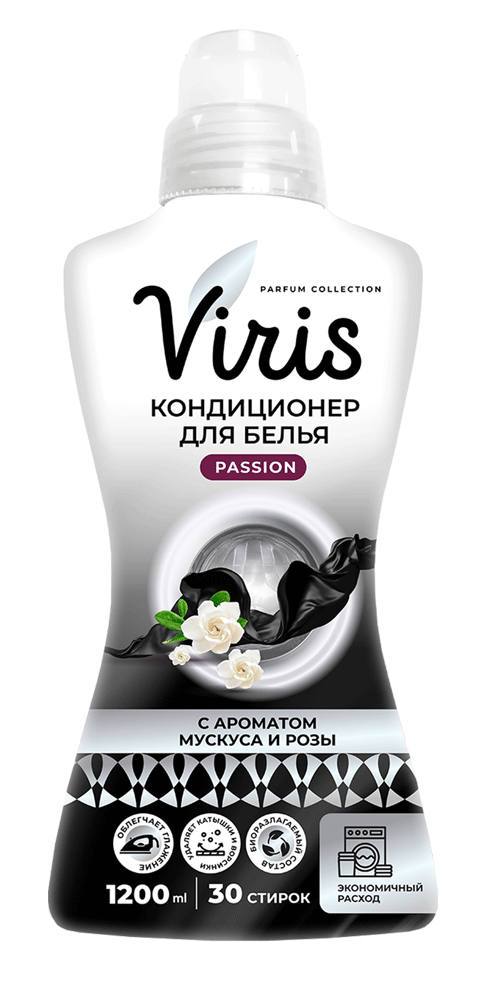 PARFUM COLLECTION
Viris
КОНДИЦИОНЕР
ДЛЯ БЕЛЬЯ
PASSION
С АРОМАТОМ
МУСКУСА И РОЗЫ
ОБЛЕГЧАЕТ ГЛАЖЕНИЕ
УДАЛЯЕТ КАТЫШКИ И ВОРСИНКИ
БИОРАЗЛАГАЕМЫЙ СОСТАВ
1200 ml | 30 СТИРОК
ЭКОНОМИЧНЫЙ
РАСХОД